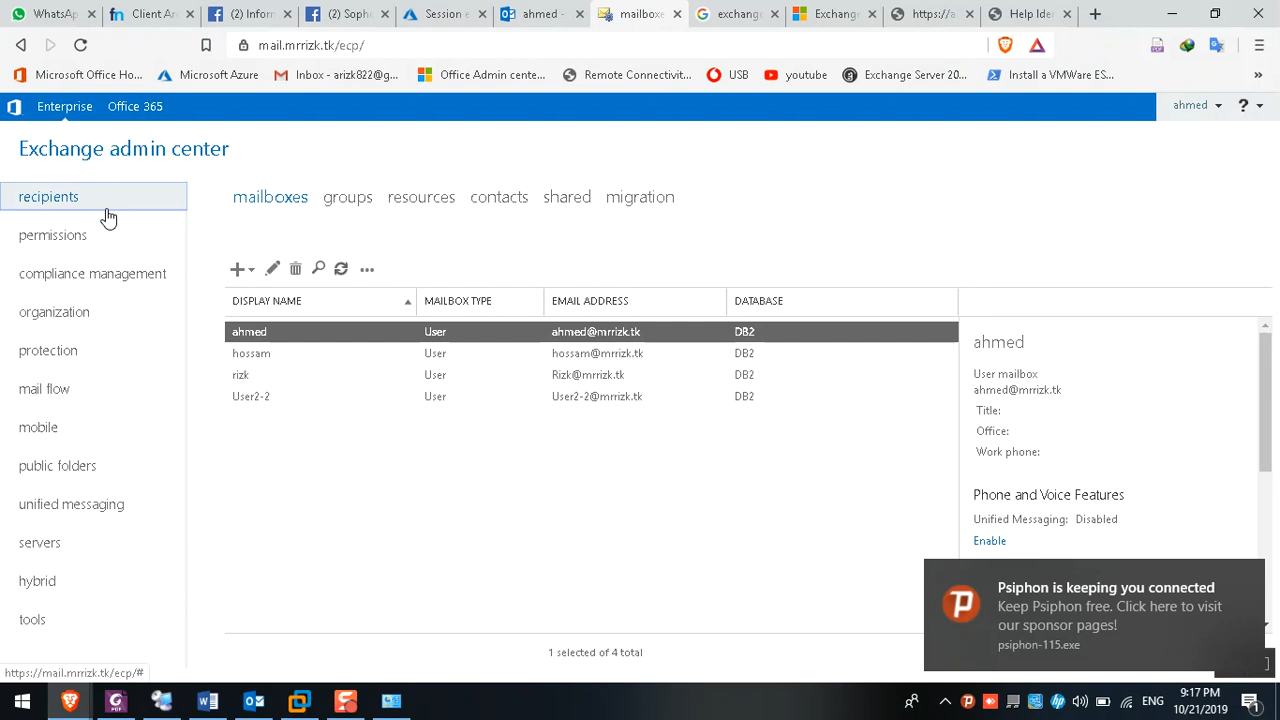 WhatsA
Client Ar
(2) Inforn
(2) Soph
Session
ahmed -
mailboxe
exchang
Exchang
https://a
Help Ider
mail.mrrizk.tk/ecp/
Microsoft Office Ho...
Microsoft Azure
Inbox - arizk822@g...
Office Admin cente...
Remote Connectivit...
USB
youtube
Exchange Server 20...
Install a VMWare ES...
»
Enterprise Office 365
ahmed ?
Exchange admin center
recipients
permissions
compliance management
organization
protection
mail flow
mobile
public folders
unified messaging
servers
hybrid
tools
mailboxes groups resources contacts shared migration
DISPLAY NAME MAILBOX TYPE EMAIL ADDRESS DATABASE
ahmed User ahmed@mrrizk.tk DB2
hossam User hossam@mrrizk.tk DB2
rizk User Rizk@mrrizk.tk DB2
User2-2 User User2-2@mrrizk.tk DB2
1 selected of 4 total
ahmed
User mailbox
ahmed@mrrizk.tk
Title:
Office:
Work phone:
Phone and Voice Features
Unified Messaging: Disabled
Enable
Psiphon is keeping you connected
Keep Psiphon free. Click here to visit
our sponsor pages!
psiphon-115.exe
https://mail.mrrizk.tk/ecp/#
ENG
9:17 PM
10/21/2019
1